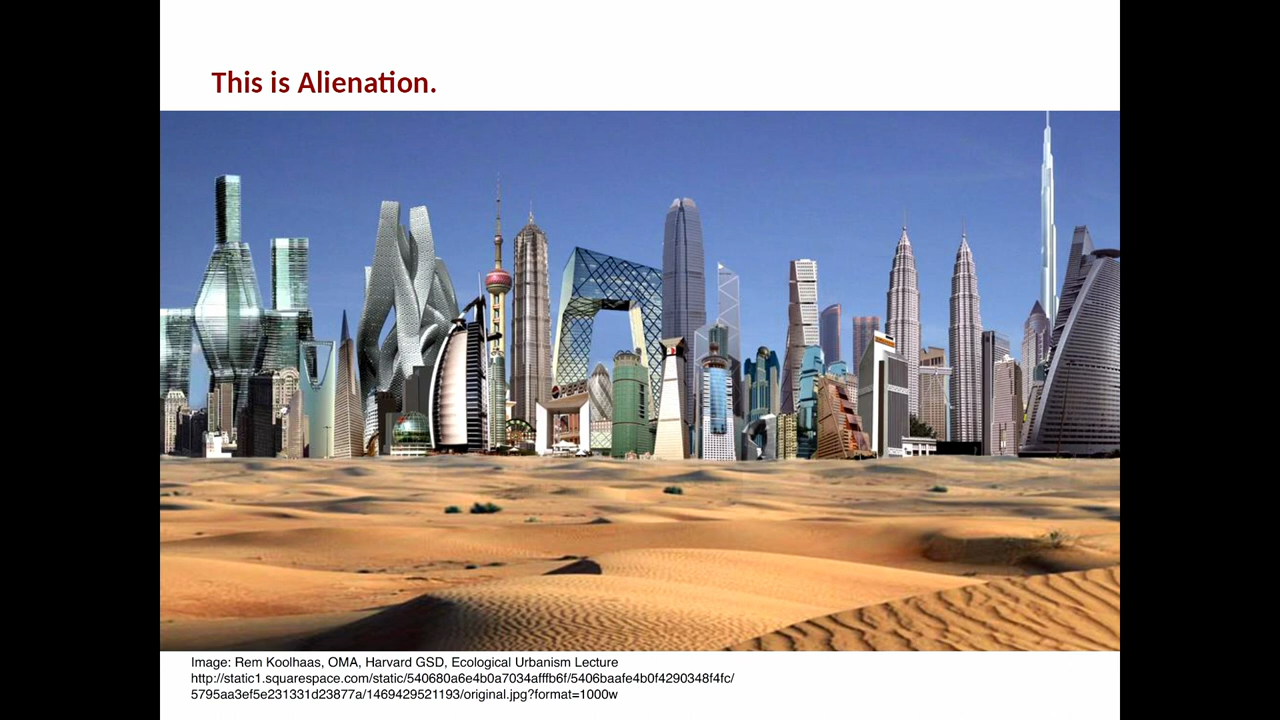 This is Alienation.
Image: Rem Koolhaas, OMA, Harvard GSD, Ecological Urbanism Lecture
http://static1.squarespace.com/static/540680a6e4b0a7034afffb6f/5406baafe4b0f4290348f4fc/
5795aa3ef5e231331d23877a/1469429521193/original.jpg?format=1000w